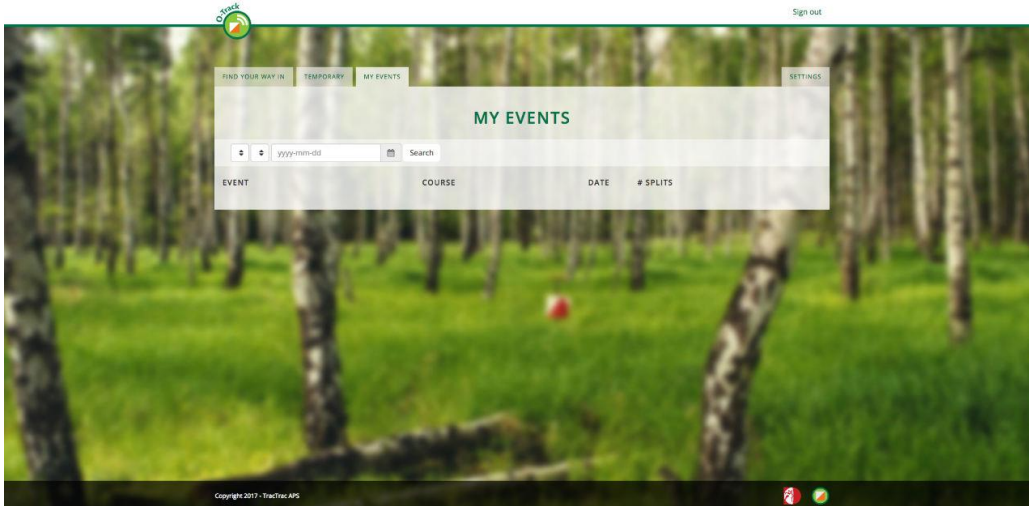 O-Track
Sign out
FIND YOUR WAY IN TEMPORARY MY EVENTS SETTINGS
MY EVENTS
yyyy-mm-dd Search
EVENT COURSE DATE # SPLITS
Copyright 2017 - TracTrac APS